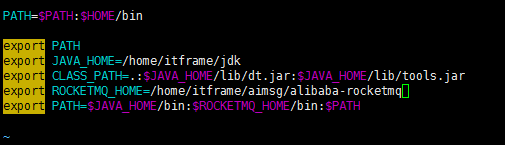 PATH=$PATH:$HOME/bin
export PATH
export JAVA_HOME=/home/itframe/jdk
export CLASS_PATH=.:$JAVA_HOME/lib/dt.jar:$JAVA_HOME/lib/tools.jar
export ROCKETMQ_HOME=/home/itframe/aimsg/alibaba-rocketmq
export PATH=$JAVA_HOME/bin:$ROCKETMQ_HOME/bin:$PATH
~